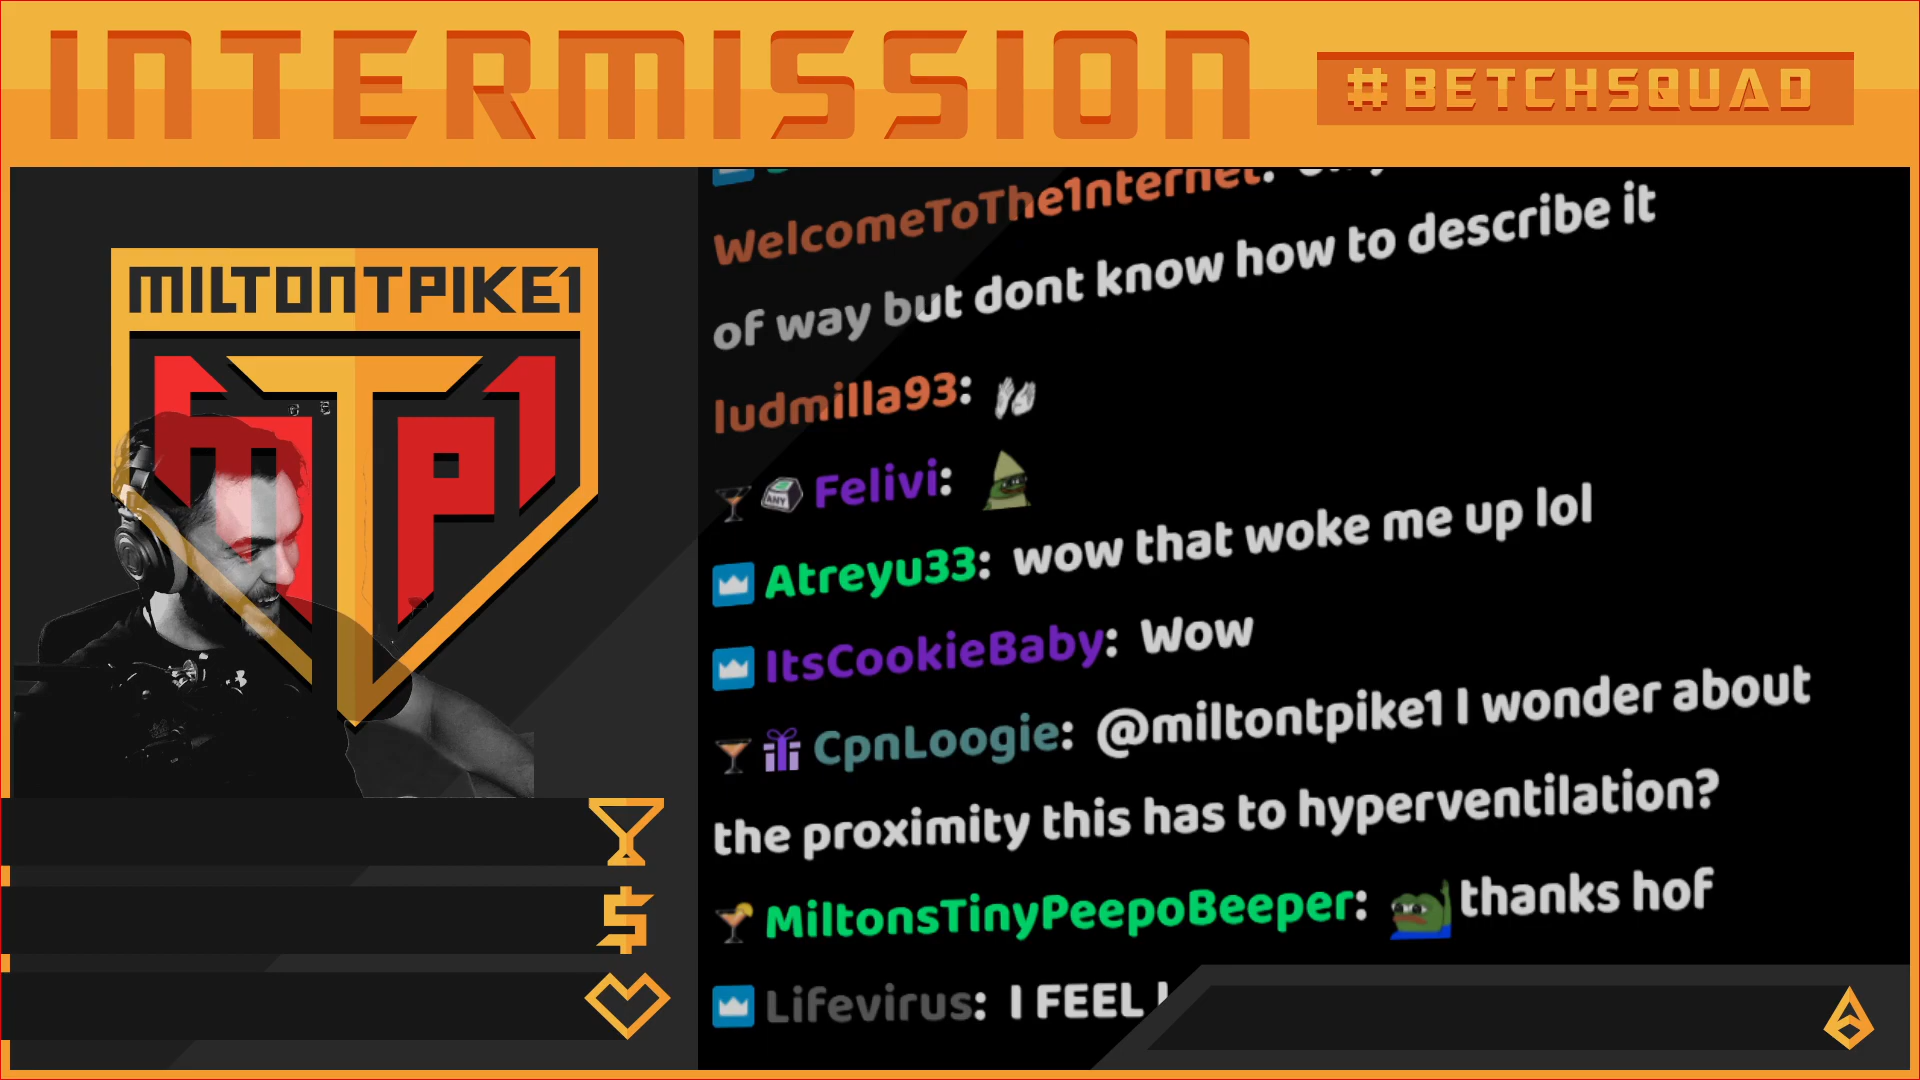 INTERMISSION
#BETCHSQUAD
MILTONTPIKE1
MTP1
WelcomeToThe1nternet:
of way but dont know how to describe it
ludmilla93:
ANY
Felivi:
Atreyu33: wow that woke me up lol
ItsCookieBaby: Wow
CpnLoogie: @miltontpike1 I wonder about
the proximity this has to hyperventilation?
MiltonsTinyPeepoBeeper: thanks hof
Lifevirus: I FEEL
$